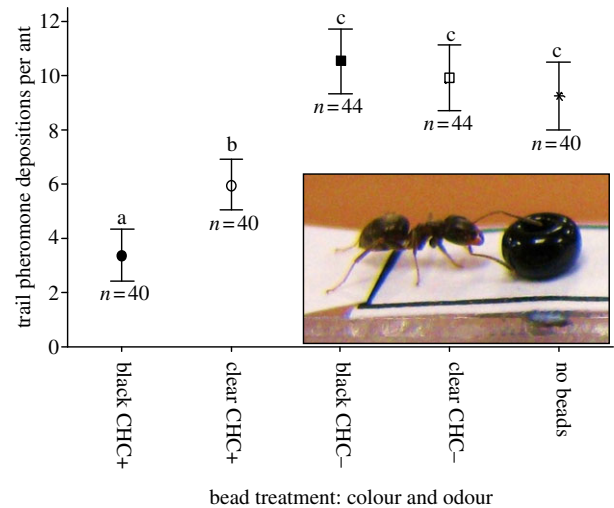 trail pheromone depositions per ant
12
10
8
6
4
2
0
a
n=40
b
n=40
c
n=44
c
n=44
c
n=40
black CHC+
clear CHC+
black CHC–
clear CHC–
no beads
bead treatment: colour and odour